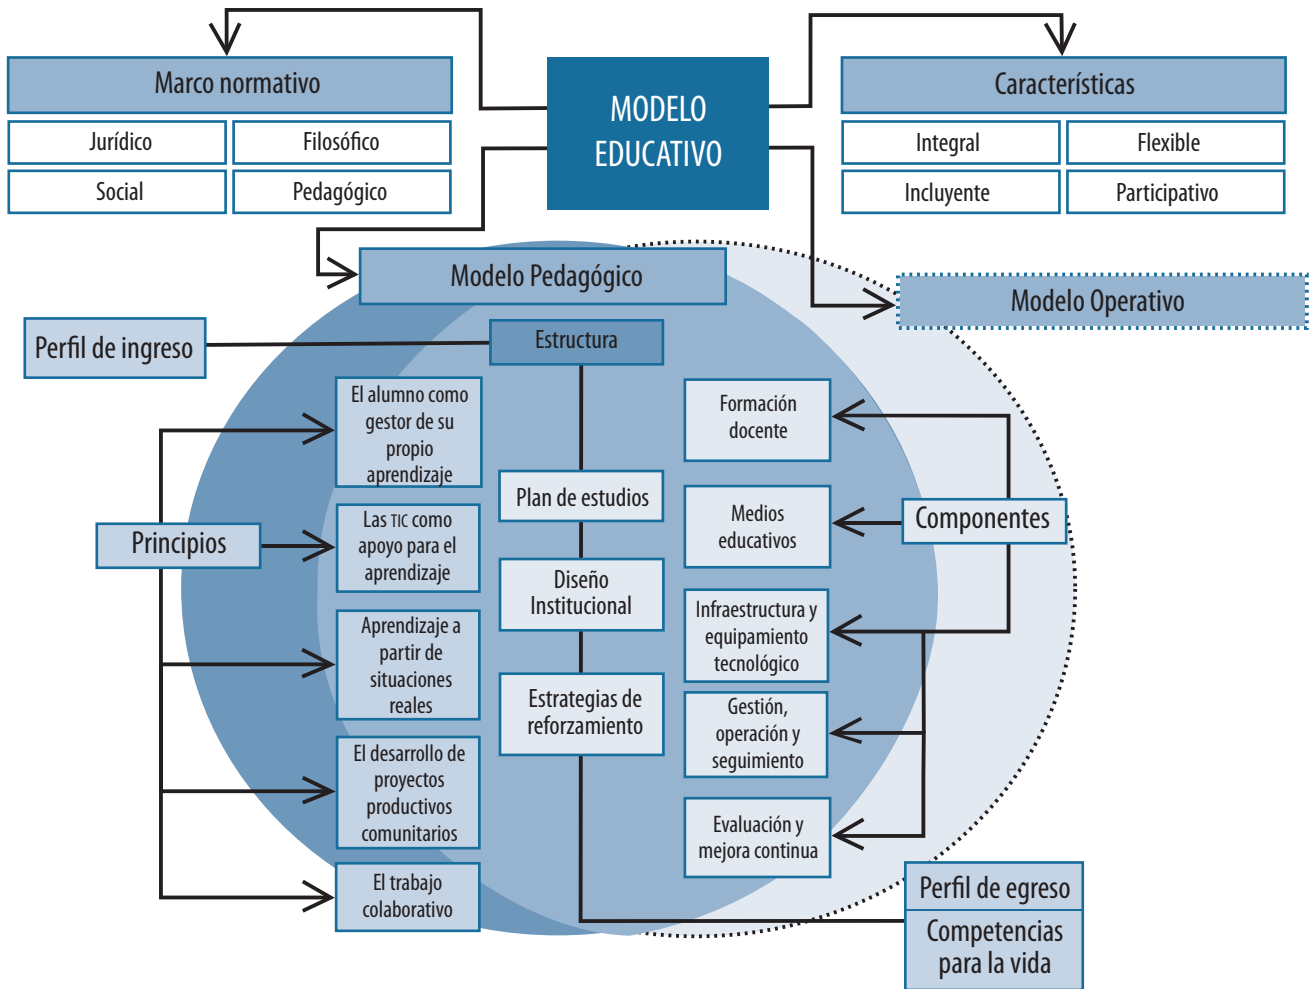 MODELO
EDUCATIVO
Marco normativo
Jurídico
Filosófico
Social
Pedagógico
Características
Integral
Flexible
Incluyente
Participativo
Modelo Pedagógico
Modelo Operativo
Perfil de ingreso
Estructura
Principios
El alumno como
gestor de su
propio
aprendizaje
Las TIC como
apoyo para el
aprendizaje
Aprendizaje a
partir de
situaciones
reales
El desarrollo de
proyectos
productivos
comunitarios
El trabajo
colaborativo
Plan de estudios
Diseño
Institucional
Estrategias de
reforzamiento
Formación
docente
Medios
educativos
Infraestructura y
equipamiento
tecnológico
Gestión,
operación y
seguimiento
Evaluación y
mejora continua
Componentes
Perfil de egreso
Competencias
para la vida